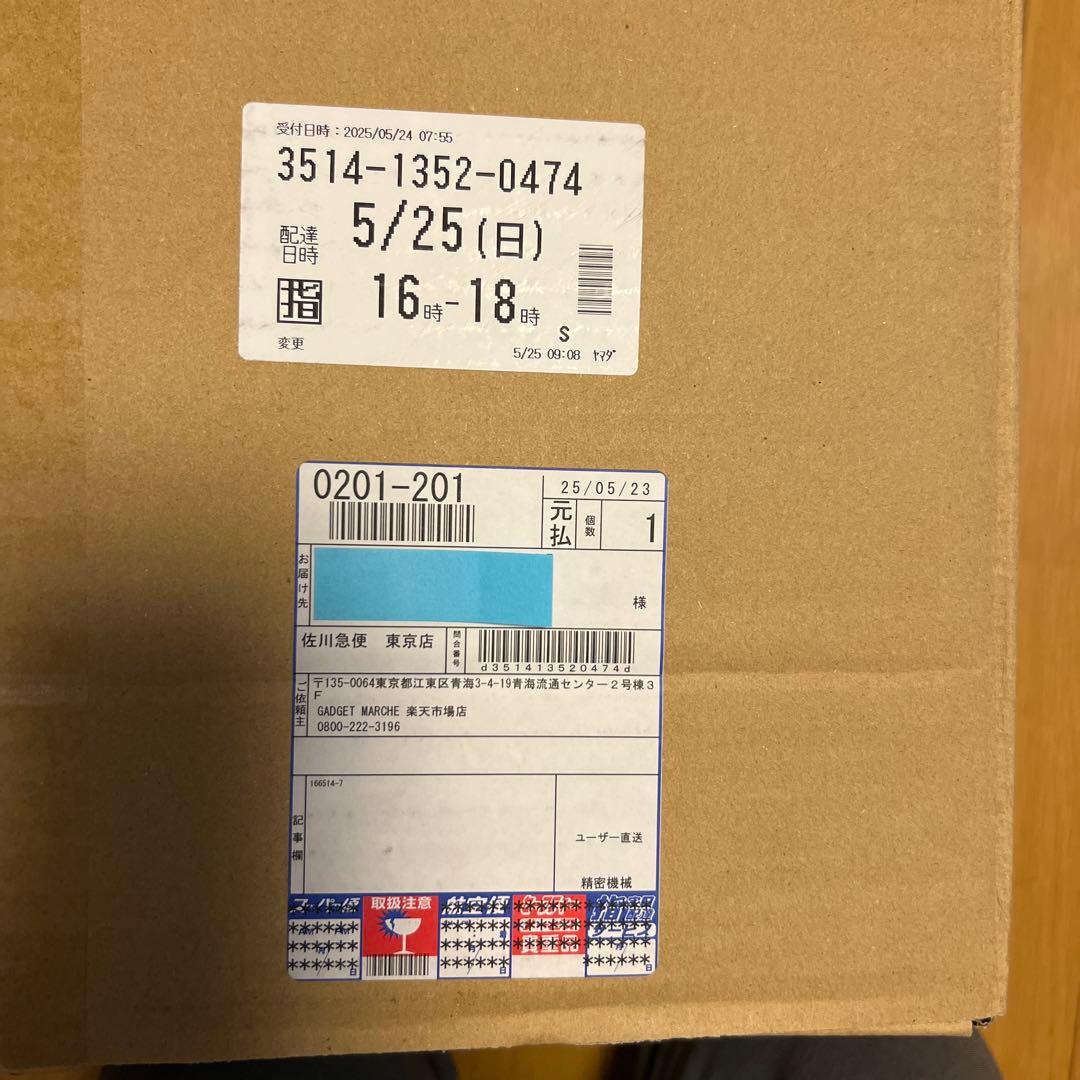 受付日時：2025/05/24 07:55
3514-1352-0474
配達日時
5/25(日)
指
16時-18時
変更
S
5/25 09:08 ﾔﾏﾀﾞ
0201-201
25/05/23
元払
個数
1
お届け先
様
佐川急便 東京店
問合番号
d351413520474d
ご依頼主
〒135-0064東京都江東区青海3-4-19青海流通センター２号棟３
F
GADGET MARCHE 楽天市場店
0800-222-3196
166514-7
記事欄
ユーザー直送
精密機械
取扱注意